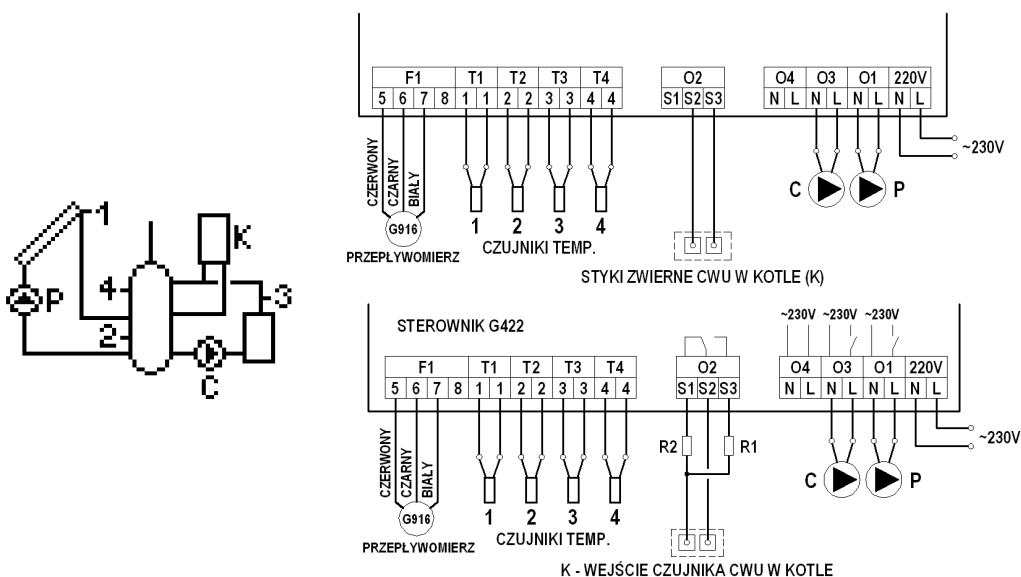 1
K
4
P
3
2
C
F1 T1 T2 T3 T4 O2 O4 O3 O1 220V
5 6 7 8 1 1 2 2 3 3 4 4 S1 S2 S3 N L N L N L N L
~230V
CZERWONY
CZARNY
BIAŁY
C P
G916
1 2 3 4
PRZEPŁYWOMIERZ
CZUJNIKI TEMP.
STYKI ZWIERNE CWU W KOTLE (K)
STEROWNIK G422
~230V ~230V ~230V
F1 T1 T2 T3 T4 O2 O4 O3 O1 220V
5 6 7 8 1 1 2 2 3 3 4 4 S1 S2 S3 N L N L N L N L
~230V
R2 R1
CZERWONY
CZARNY
BIAŁY
C P
G916
1 2 3 4
PRZEPŁYWOMIERZ
CZUJNIKI TEMP.
K - WEJŚCIE CZUJNIKA CWU W KOTLE